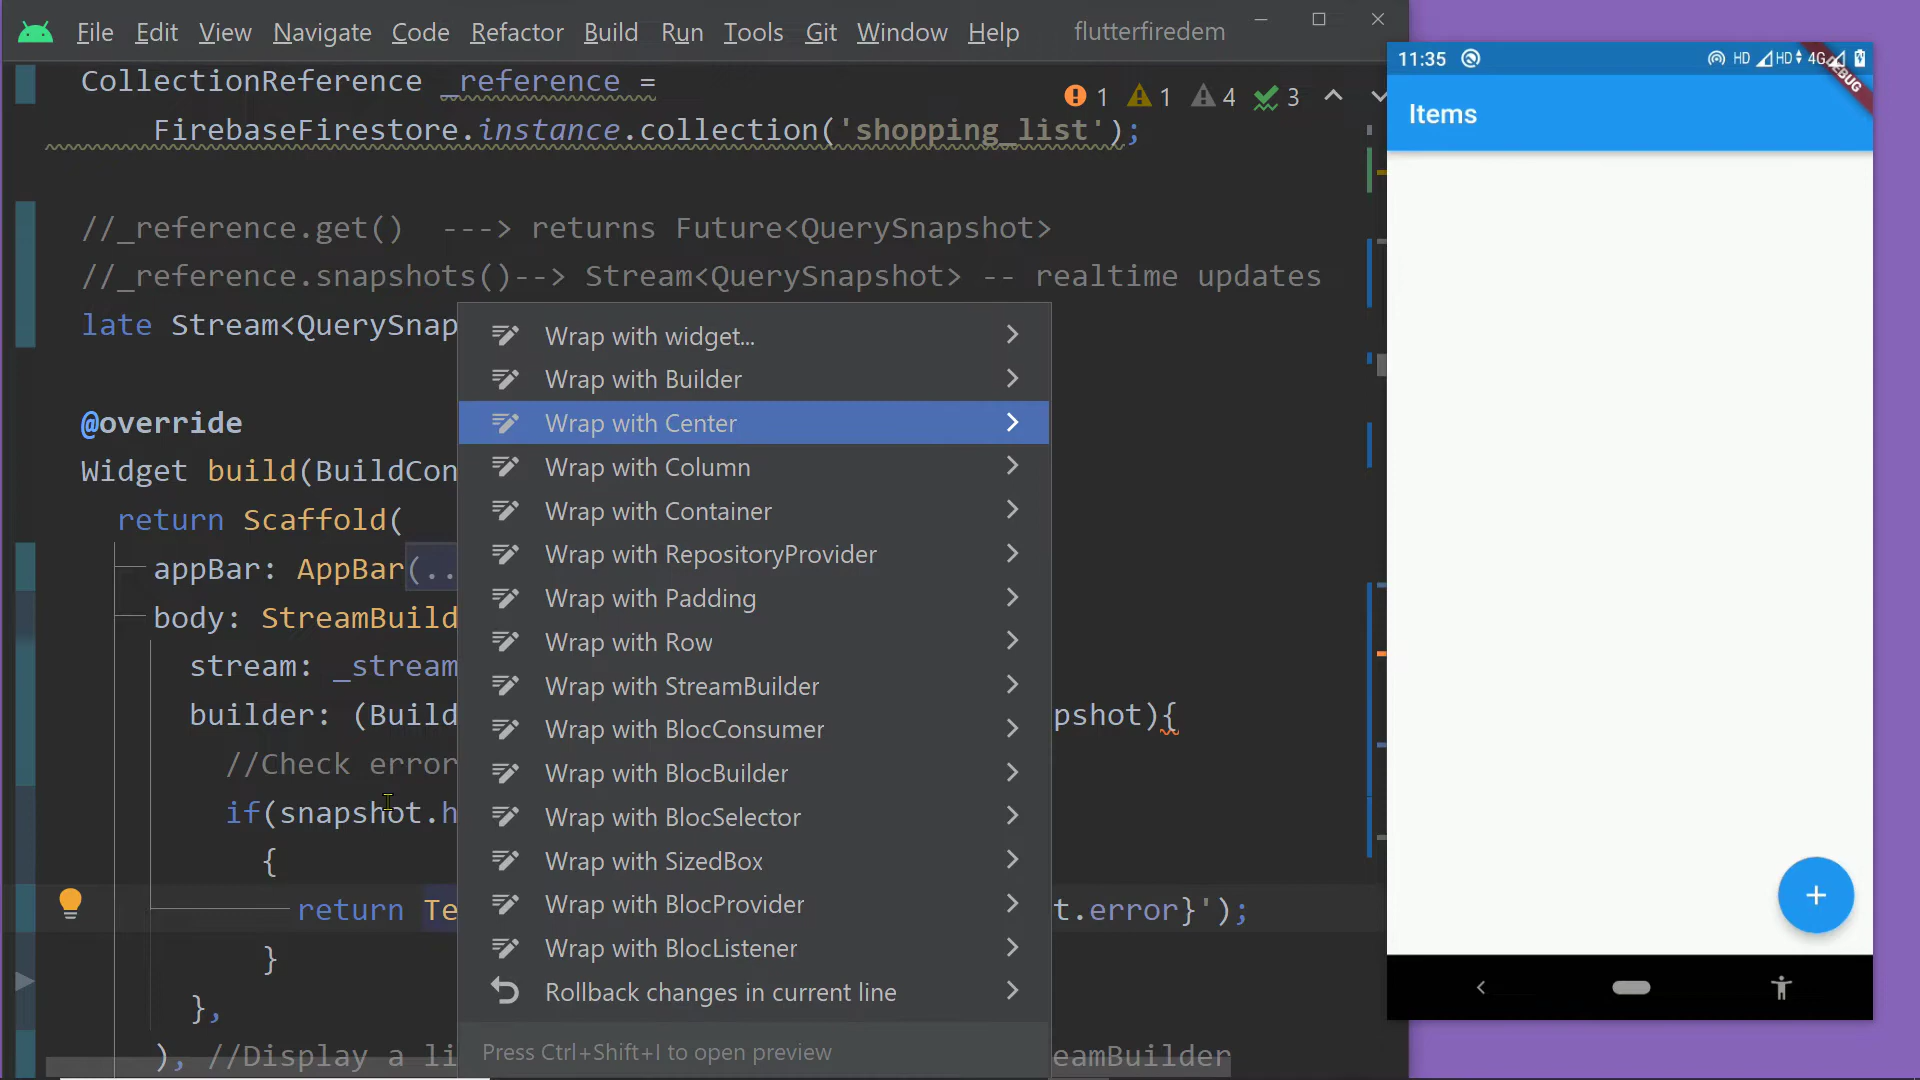 File Edit View Navigate Code Refactor Build Run Tools Git Window Help flutterfiredem
CollectionReference _reference =
1 1 4 3
FirebaseFirestore.instance.collection('shopping_list');
//_reference.get() ---> returns Future<QuerySnapshot>
//_reference.snapshots()--> Stream<QuerySnapshot> -- realtime updates
late Stream<QuerySnap
@override
Widget build(BuildCon
return Scaffold(
appBar: AppBar(..
body: StreamBuild
stream: _stream
builder: (Build pshot){
//Check error
if(snapshot.h
{
return Te t.error}');
}
},
), //Display a li eamBuilder
Wrap with widget...
Wrap with Builder
Wrap with Center
Wrap with Column
Wrap with Container
Wrap with RepositoryProvider
Wrap with Padding
Wrap with Row
Wrap with StreamBuilder
Wrap with BlocConsumer
Wrap with BlocBuilder
Wrap with BlocSelector
Wrap with SizedBox
Wrap with BlocProvider
Wrap with BlocListener
Rollback changes in current line
Press Ctrl+Shift+I to open preview
11:35 HD HD 4G
DEBUG
Items
+